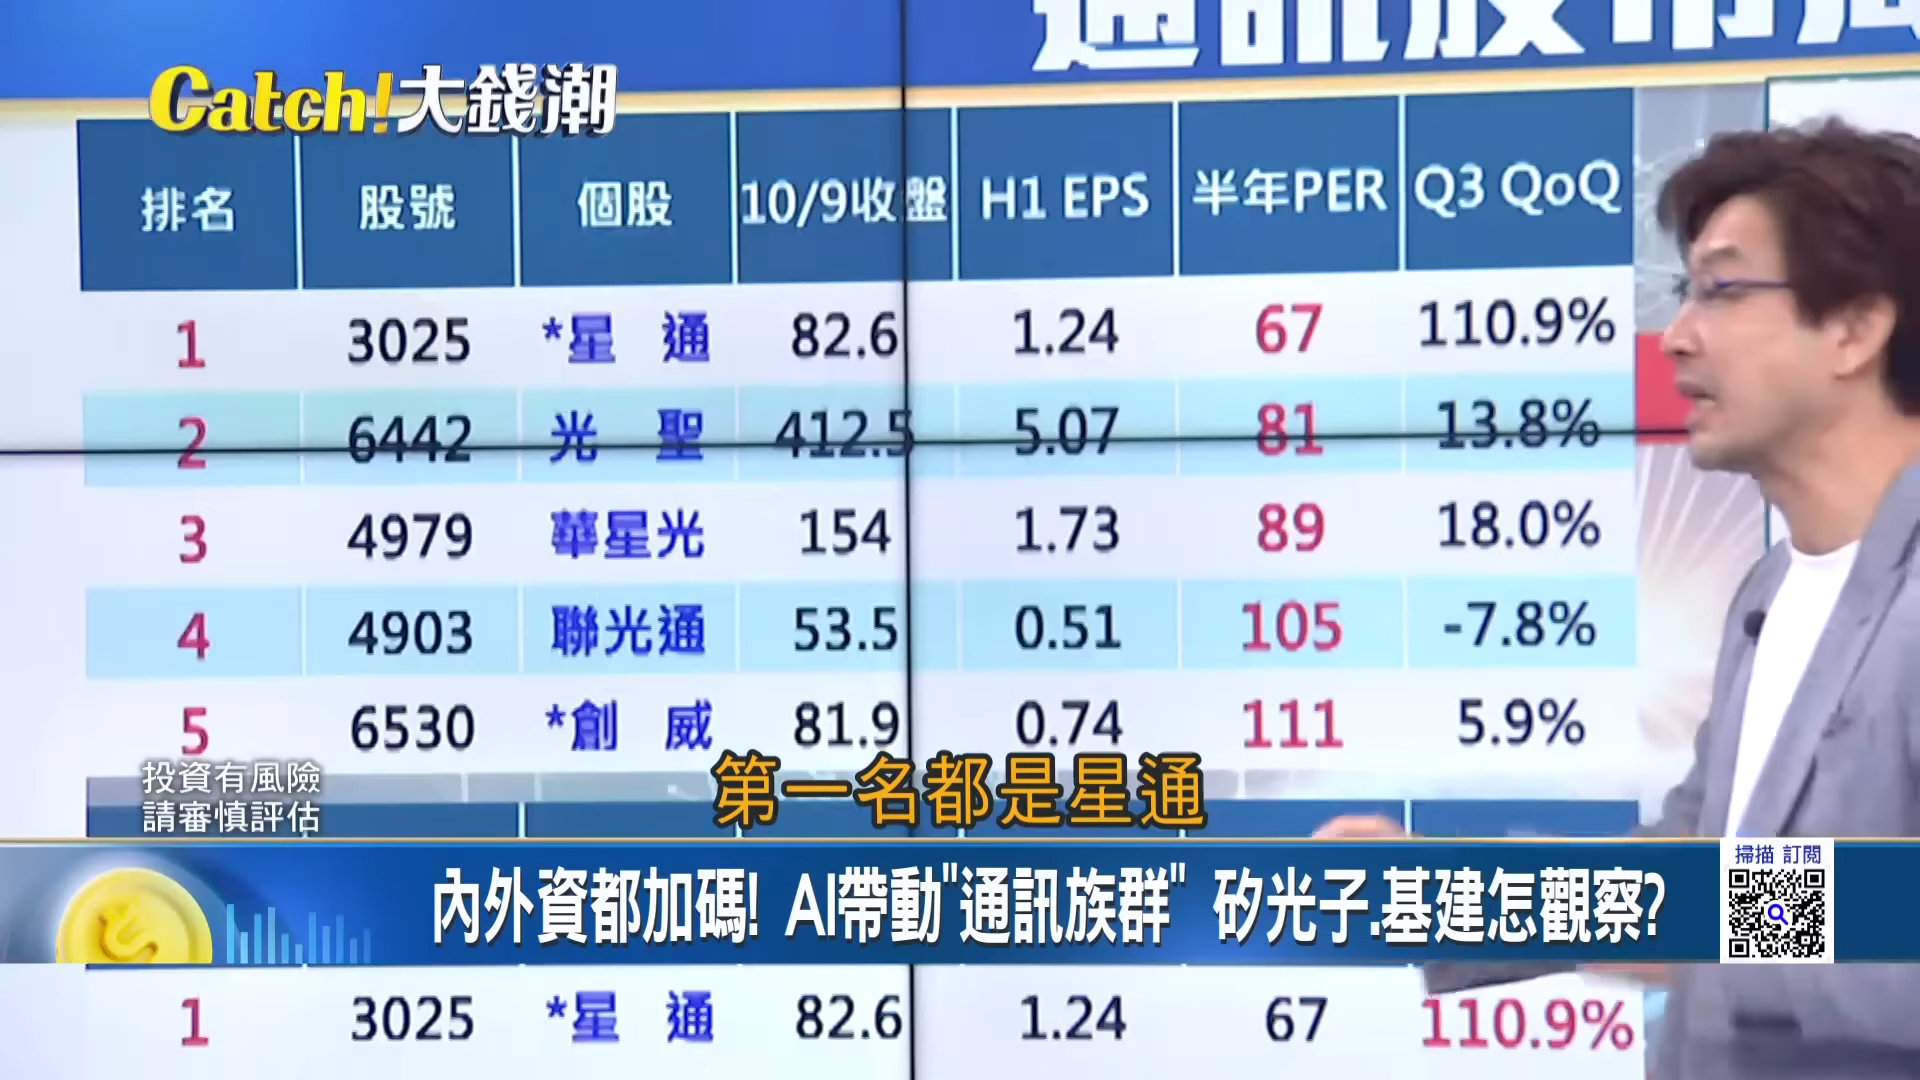 通訊股市
Catch!大錢潮
排名 股號 個股 10/9收盤 H1 EPS 半年PER Q3 QoQ
1 3025 *星 通 82.6 1.24 67 110.9%
2 6442 光 聖 412.5 5.07 81 13.8%
3 4979 華星光 154 1.73 89 18.0%
4 4903 聯光通 53.5 0.51 105 -7.8%
5 6530 *創 威 81.9 0.74 111 5.9%
投資有風險
請審慎評估
第一名都是星通
掃描 訂閱
內外資都加碼! AI帶動"通訊族群" 矽光子.基建怎觀察?
1 3025 *星 通 82.6 1.24 67 110.9%